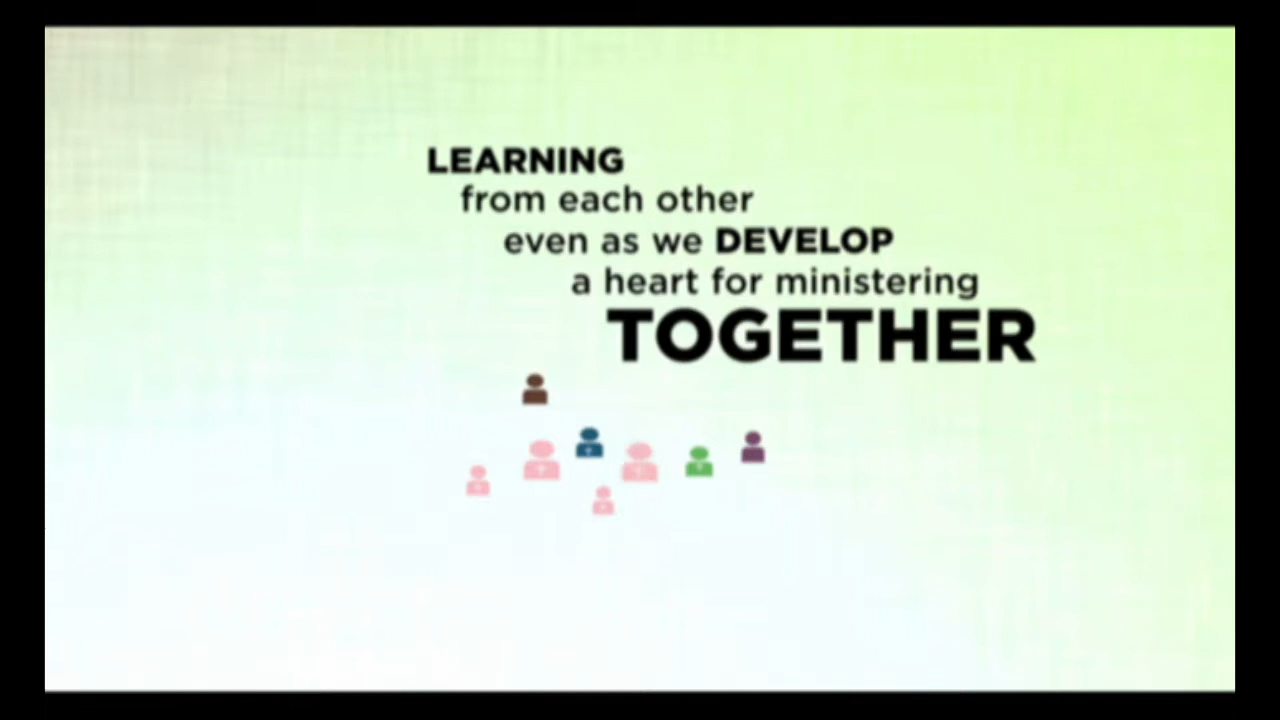 LEARNING
from each other
even as we DEVELOP
a heart for ministering
TOGETHER